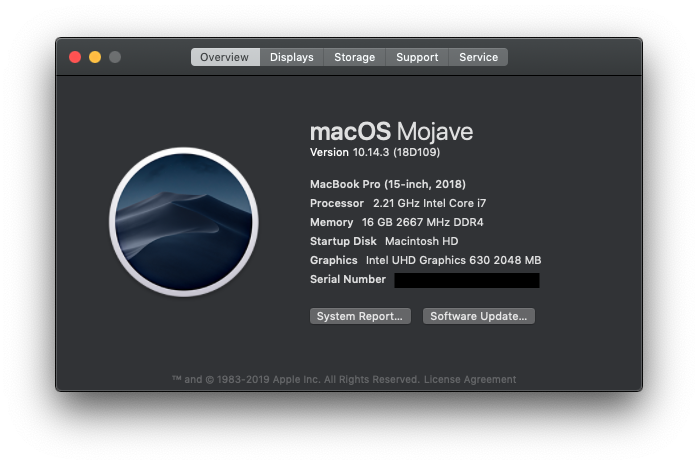 Overview Displays Storage Support Service
macOS Mojave
Version 10.14.3 (18D109)
MacBook Pro (15-inch, 2018)
Processor 2.21 GHz Intel Core i7
Memory 16 GB 2667 MHz DDR4
Startup Disk Macintosh HD
Graphics Intel UHD Graphics 630 2048 MB
Serial Number
System Report... Software Update...
™ and © 1983-2019 Apple Inc. All Rights Reserved. License Agreement